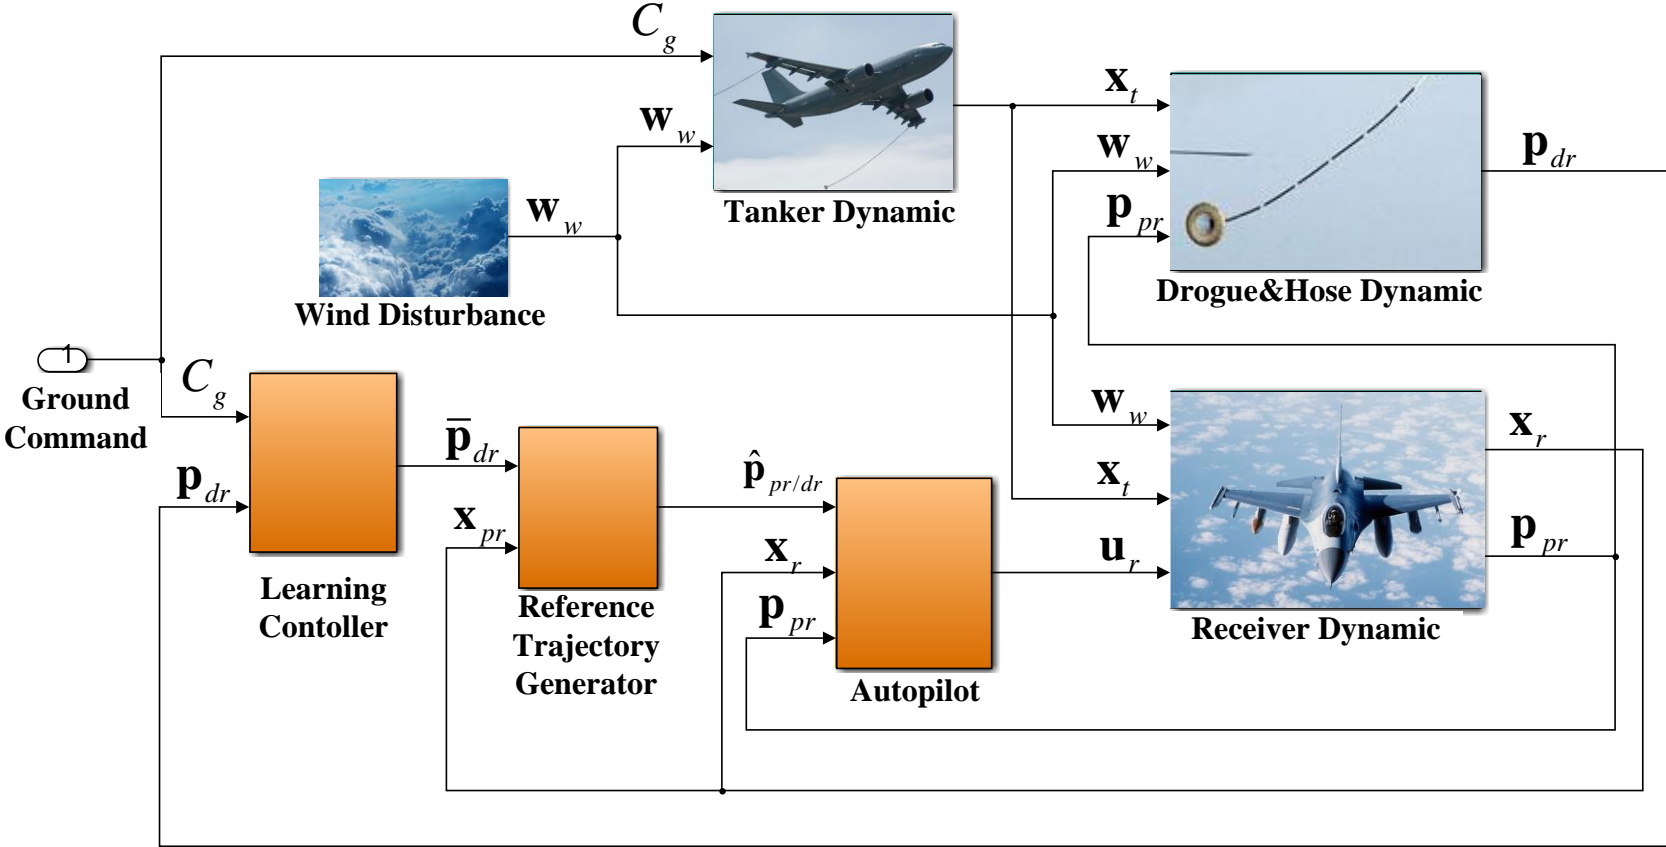 C_g
w_w
Tanker Dynamic
x_t
w_w
p_pr
p_dr
Drogue&Hose Dynamic
w_w
Wind Disturbance
1
Ground
Command
C_g
p_dr
Learning
Contoller
p̄_dr
x_pr
Reference
Trajectory
Generator
p̂_pr/dr
x_r
p_pr
Autopilot
w_w
x_t
u_r
x_r
p_pr
Receiver Dynamic